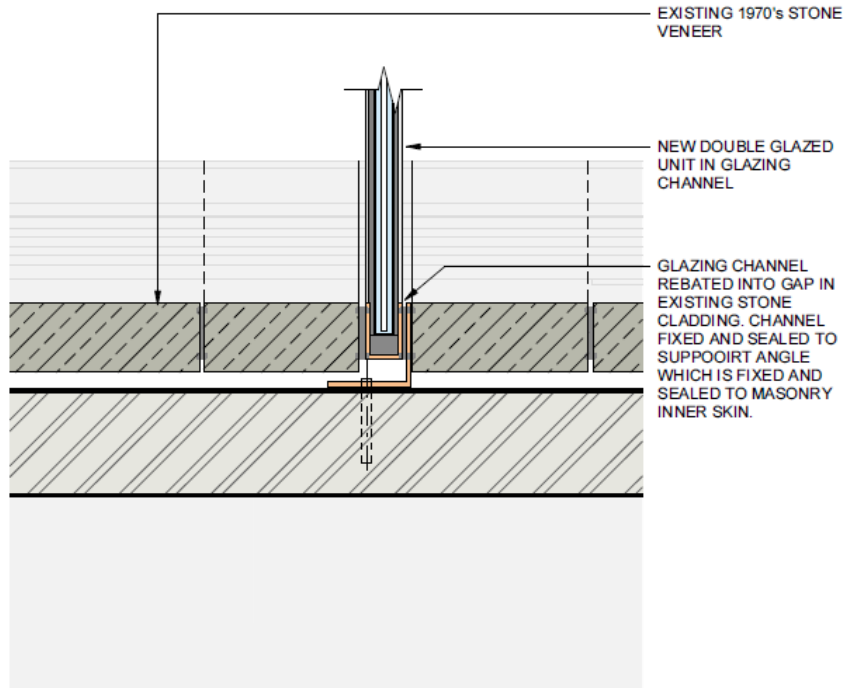 EXISTING 1970's STONE
VENEER
NEW DOUBLE GLAZED
UNIT IN GLAZING
CHANNEL
GLAZING CHANNEL
REBATED INTO GAP IN
EXISTING STONE
CLADDING. CHANNEL
FIXED AND SEALED TO
SUPPOOIRT ANGLE
WHICH IS FIXED AND
SEALED TO MASONRY
INNER SKIN.